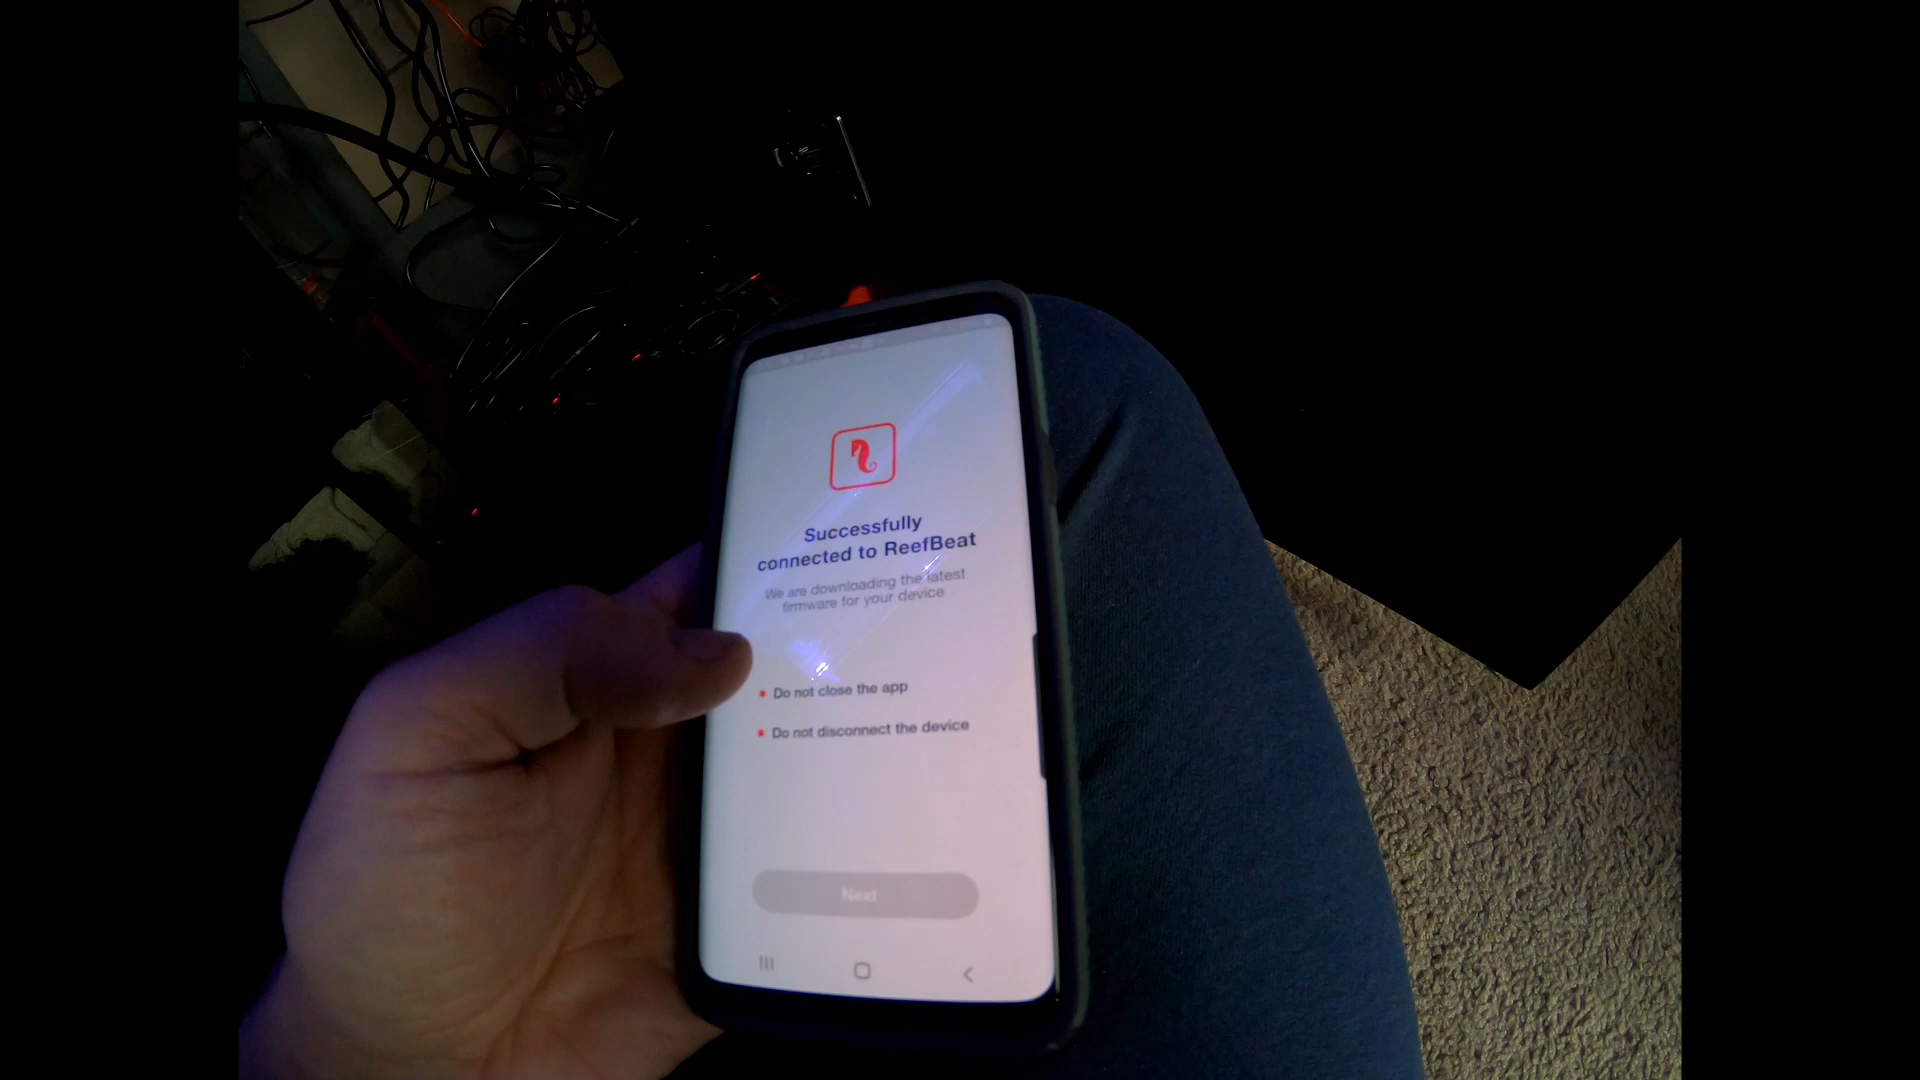 Successfully
connected to ReefBeat
We are downloading the latest
firmware for your device
Do not close the app
Do not disconnect the device
Next